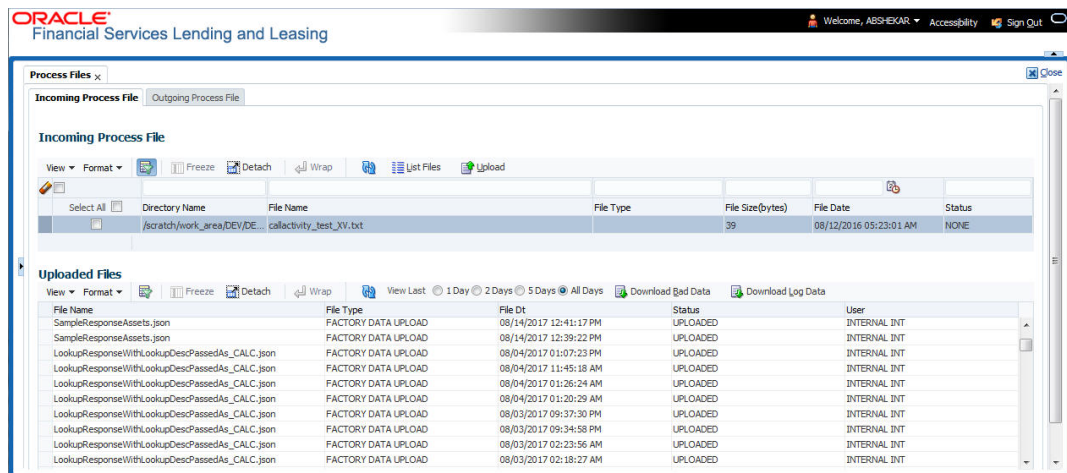 ORACLE
Financial Services Lending and Leasing
Welcome, ABSHEKAR Accessibility Sign Out
Process Files
Close
Incoming Process File Outgoing Process File
Incoming Process File
View Format Freeze Detach Wrap List Files Upload
Select All Directory Name File Name File Type File Size(bytes) File Date Status
/scratch/work_area/DEV/DE... callactivity_test_XV.txt 39 08/12/2016 05:23:01 AM NONE
Uploaded Files
View Format Freeze Detach Wrap View Last 1 Day 2 Days 5 Days All Days Download Bad Data Download Log Data
File Name File Type File Dt Status User
SampleResponseAssets.json FACTORY DATA UPLOAD 08/14/2017 12:41:17 PM UPLOADED INTERNAL INT
SampleResponseAssets.json FACTORY DATA UPLOAD 08/14/2017 12:39:22 PM UPLOADED INTERNAL INT
LookupResponseWithLookupDescPassedAs_CALC.json FACTORY DATA UPLOAD 08/04/2017 01:07:23 PM UPLOADED INTERNAL INT
LookupResponseWithLookupDescPassedAs_CALC.json FACTORY DATA UPLOAD 08/04/2017 11:45:18 AM UPLOADED INTERNAL INT
LookupResponseWithLookupDescPassedAs_CALC.json FACTORY DATA UPLOAD 08/04/2017 01:26:24 AM UPLOADED INTERNAL INT
LookupResponseWithLookupDescPassedAs_CALC.json FACTORY DATA UPLOAD 08/04/2017 01:20:29 AM UPLOADED INTERNAL INT
LookupResponseWithLookupDescPassedAs_CALC.json FACTORY DATA UPLOAD 08/03/2017 09:37:30 PM UPLOADED INTERNAL INT
LookupResponseWithLookupDescPassedAs_CALC.json FACTORY DATA UPLOAD 08/03/2017 09:34:58 PM UPLOADED INTERNAL INT
LookupResponseWithLookupDescPassedAs_CALC.json FACTORY DATA UPLOAD 08/03/2017 02:23:56 AM UPLOADED INTERNAL INT
LookupResponseWithLookupDescPassedAs_CALC.json FACTORY DATA UPLOAD 08/03/2017 02:18:27 AM UPLOADED INTERNAL INT